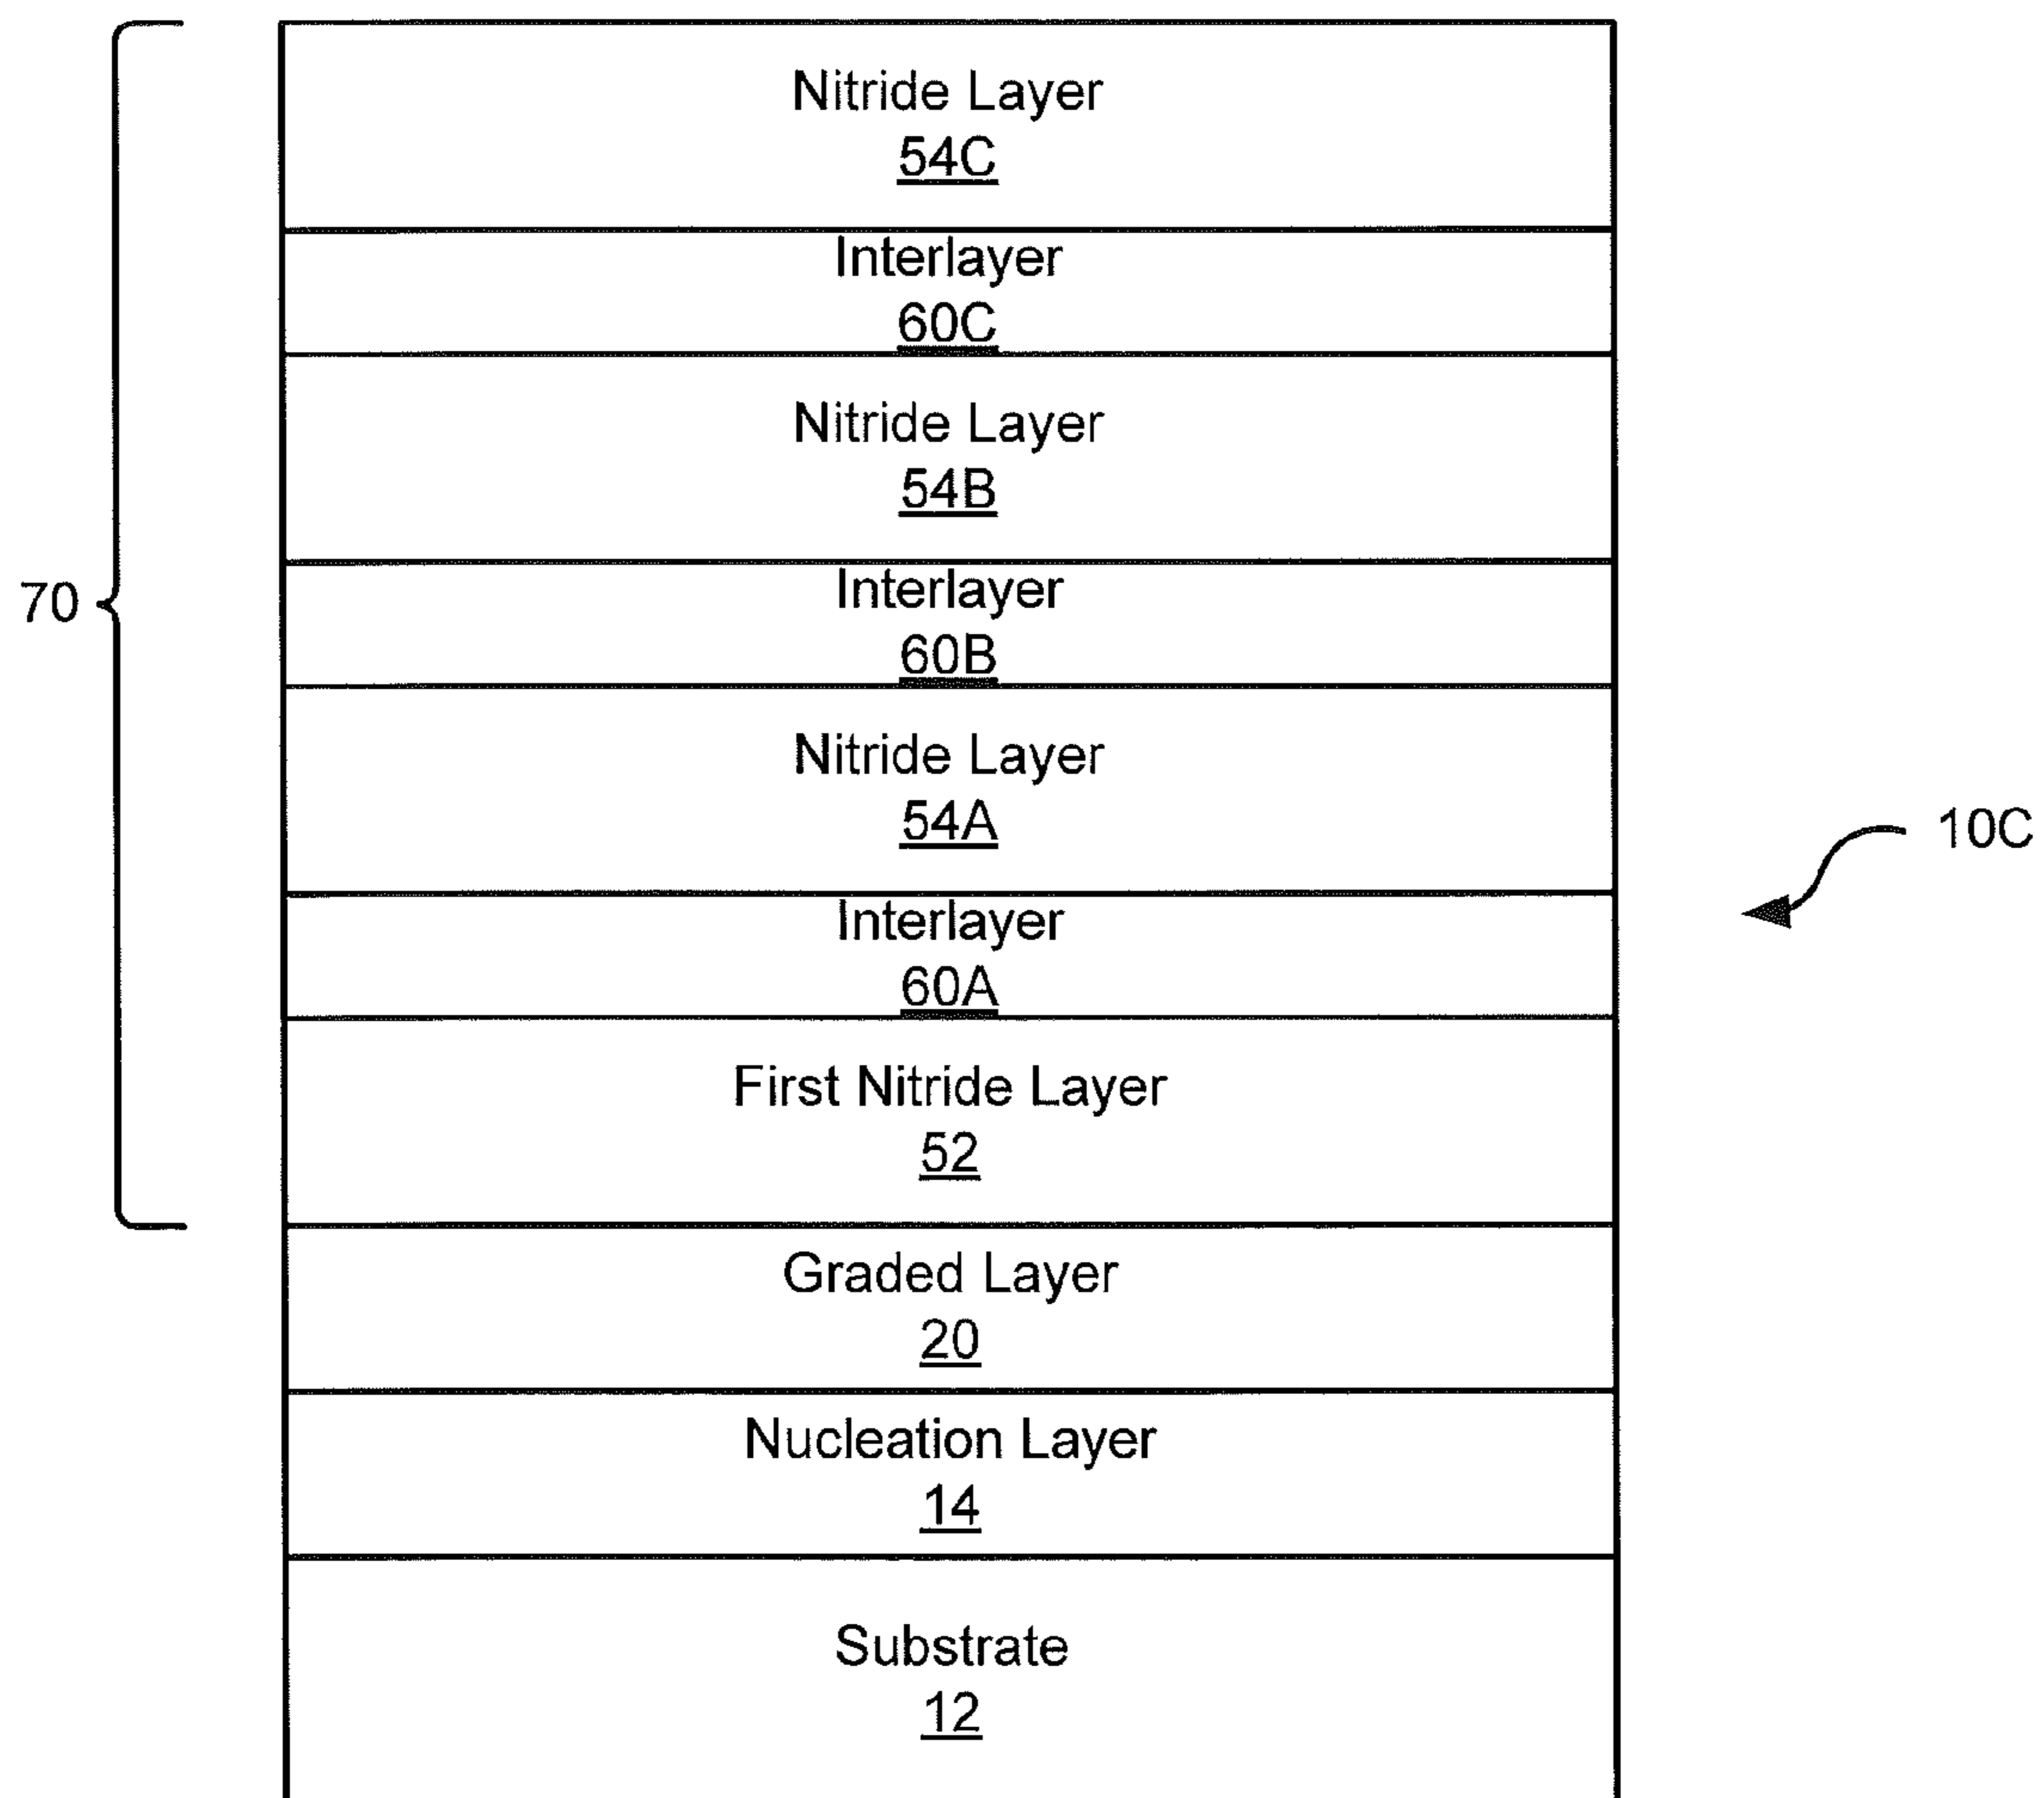 Nitride Layer
54C
Interlayer
60C
Nitride Layer
54B
70
Interlayer
60B
Nitride Layer
54A
10C
Interlayer
60A
First Nitride Layer
52
Graded Layer
20
Nucleation Layer
14
Substrate
12